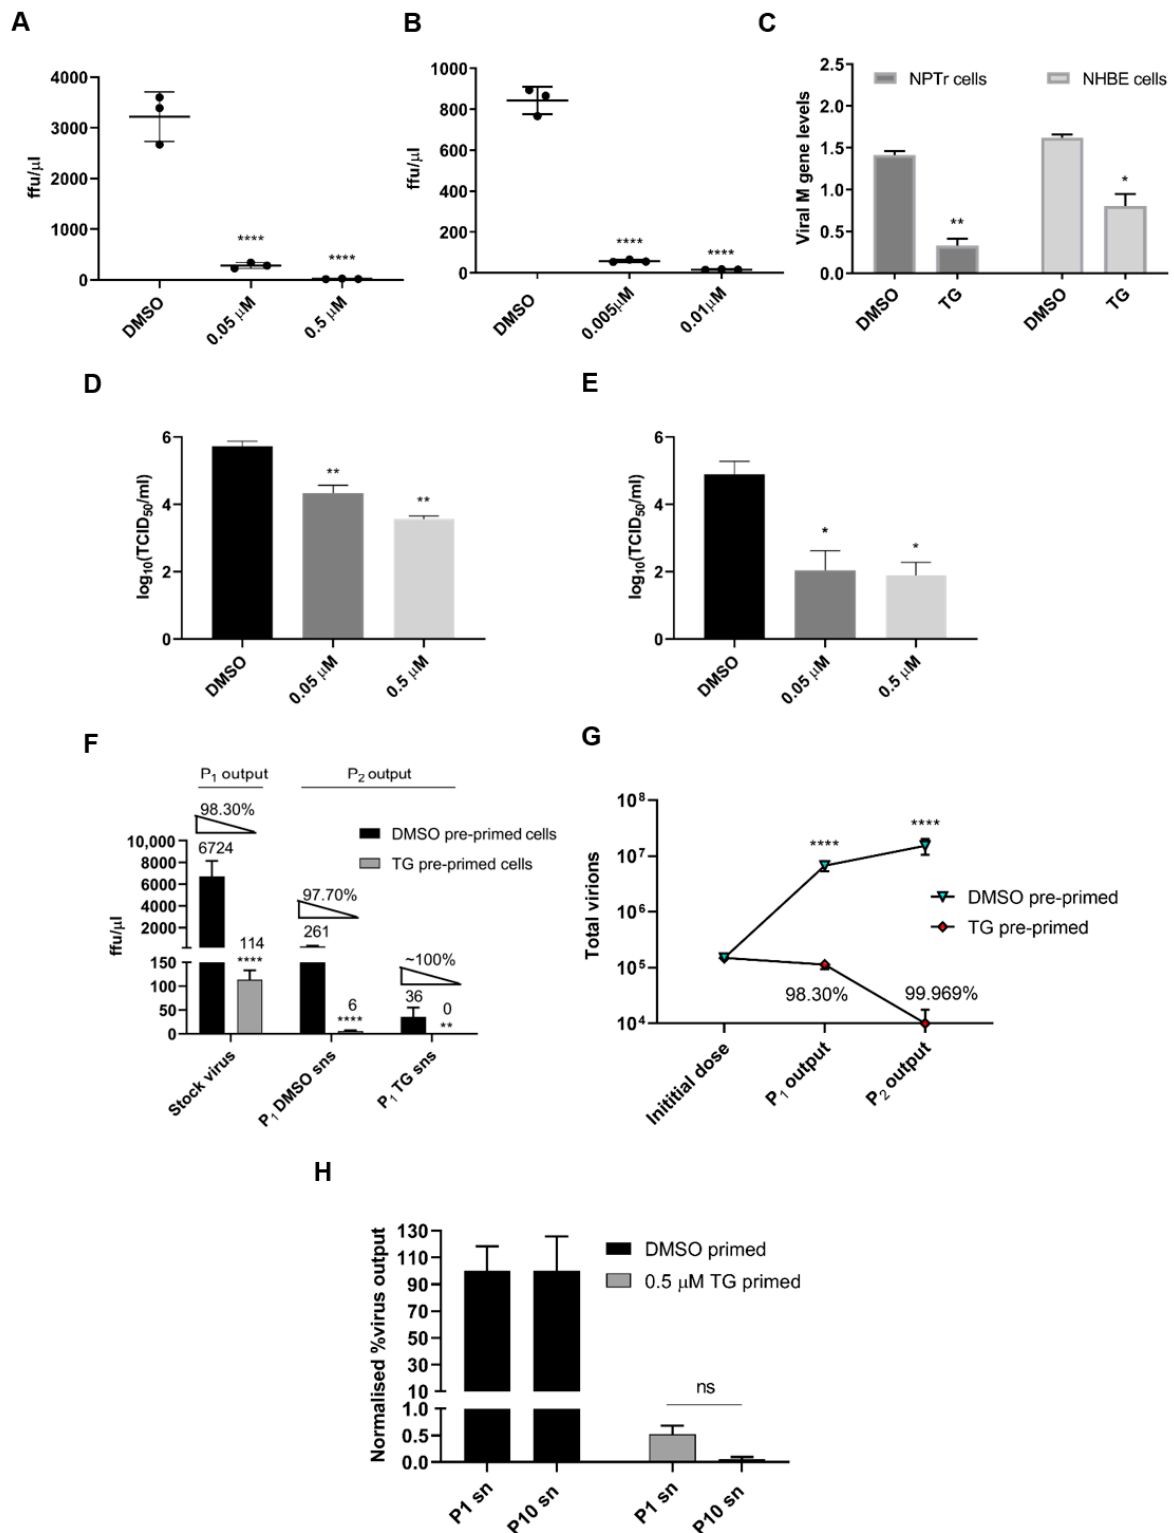 A
ffu/µl
4000
3000
2000
1000
0
****
****
DMSO
0.05 µM
0.5 µM
B
ffu/µl
1000
800
600
400
200
0
****
****
DMSO
0.005µM
0.01µM
C
Viral M gene levels
2.5
2.0
1.5
1.0
0.5
0.0
NPTr cells
NHBE cells
**
*
DMSO
TG
DMSO
TG
D
log10(TCID50/ml)
6
4
2
0
**
**
DMSO
0.05 µM
0.5 µM
E
log10(TCID50/ml)
6
4
2
0
*
*
DMSO
0.05 µM
0.5 µM
F
P1 output
P2 output
98.30%
6724
DMSO pre-primed cells
TG pre-primed cells
ffu/µl
10,000
8000
6000
4000
2000
150
100
50
0
114
****
97.70%
261
6
****
~100%
36
0
**
Stock virus
P1 DMSO sns
P1 TG sns
G
Total virions
10^8
10^7
10^6
10^5
10^4
****
****
DMSO pre-primed
TG pre-primed
98.30%
99.969%
Inititial dose
P1 output
P2 output
H
Normalised %virus output
130
110
90
70
50
30
10
1.0
0.5
0.0
DMSO primed
0.5 µM TG primed
ns
P1 sn
P10 sn
P1 sn
P10 sn